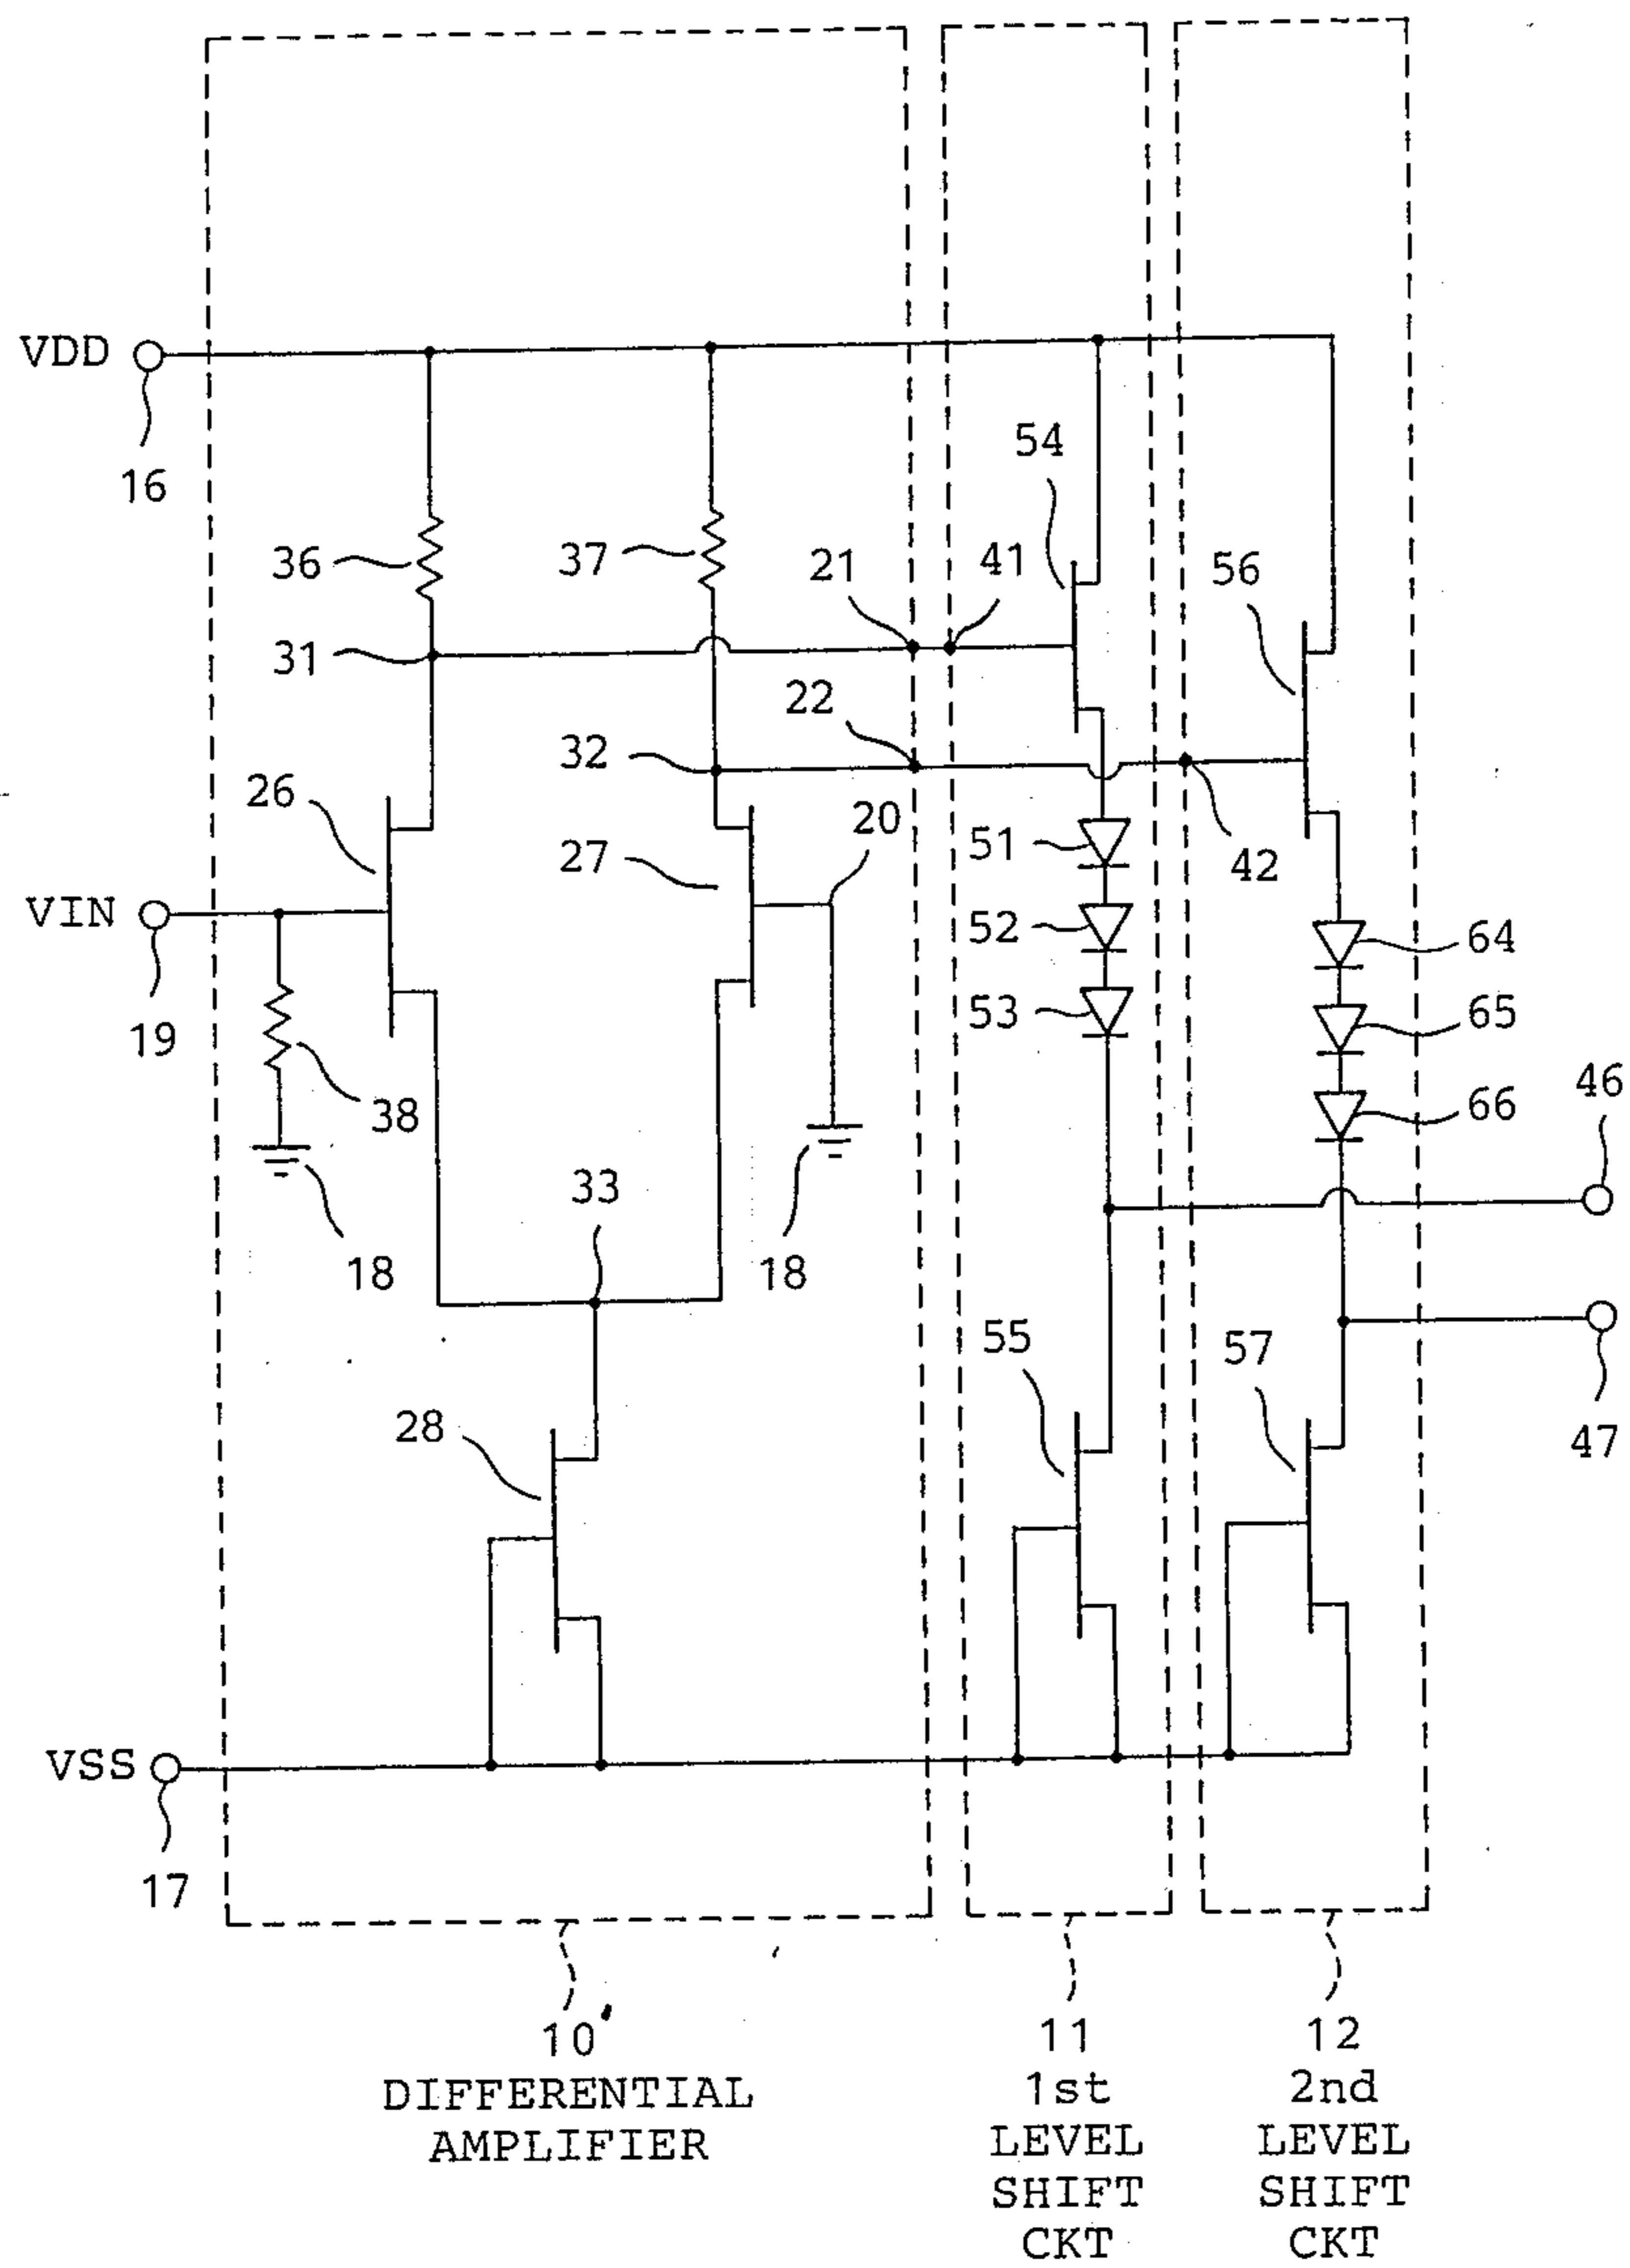 VDD
16
36
37
21
41
54
56
31
22
32
26
27
20
51
42
VIN
52
64
19
53
65
38
66
46
18
33
18
55
57
28
47
VSS
17
10'
DIFFERENTIAL
AMPLIFIER
11
1st
LEVEL
SHIFT
CKT
12
2nd
LEVEL
SHIFT
CKT